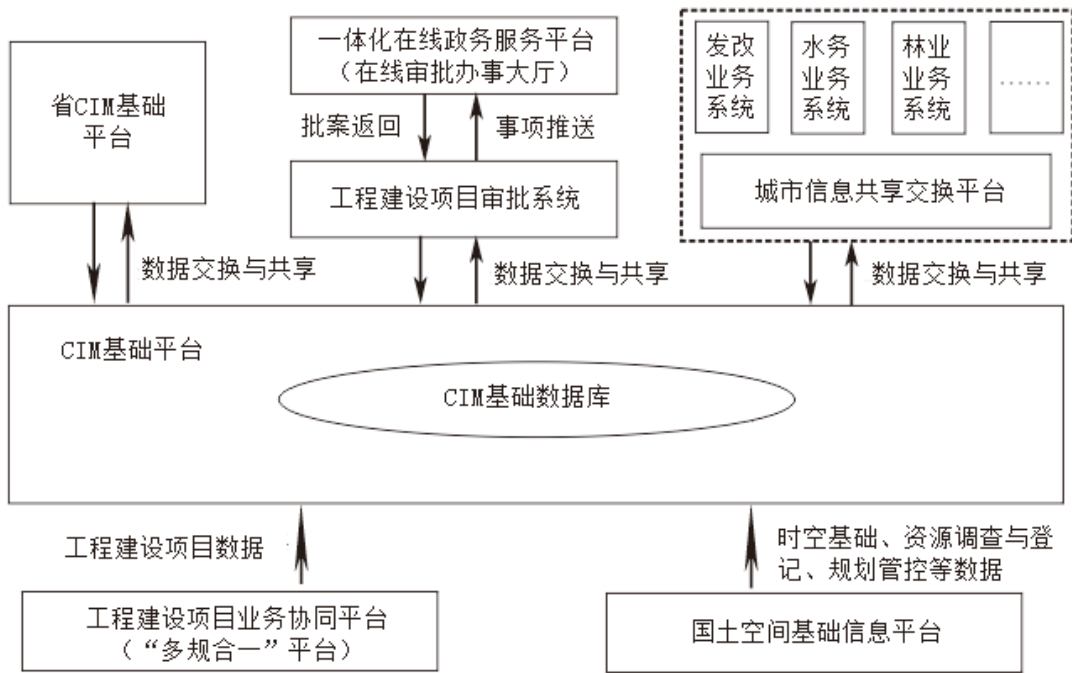 省CIM基础
平台
一体化在线政务服务平台
（在线审批办事大厅）
批案返回
事项推送
工程建设项目审批系统
发改
业务
系统
水务
业务
系统
林业
业务
系统
……
城市信息共享交换平台
数据交换与共享
数据交换与共享
数据交换与共享
CIM基础平台
CIM基础数据库
工程建设项目数据
时空基础、资源调查与登
记、规划管控等数据
工程建设项目业务协同平台
（“多规合一”平台）
国土空间基础信息平台